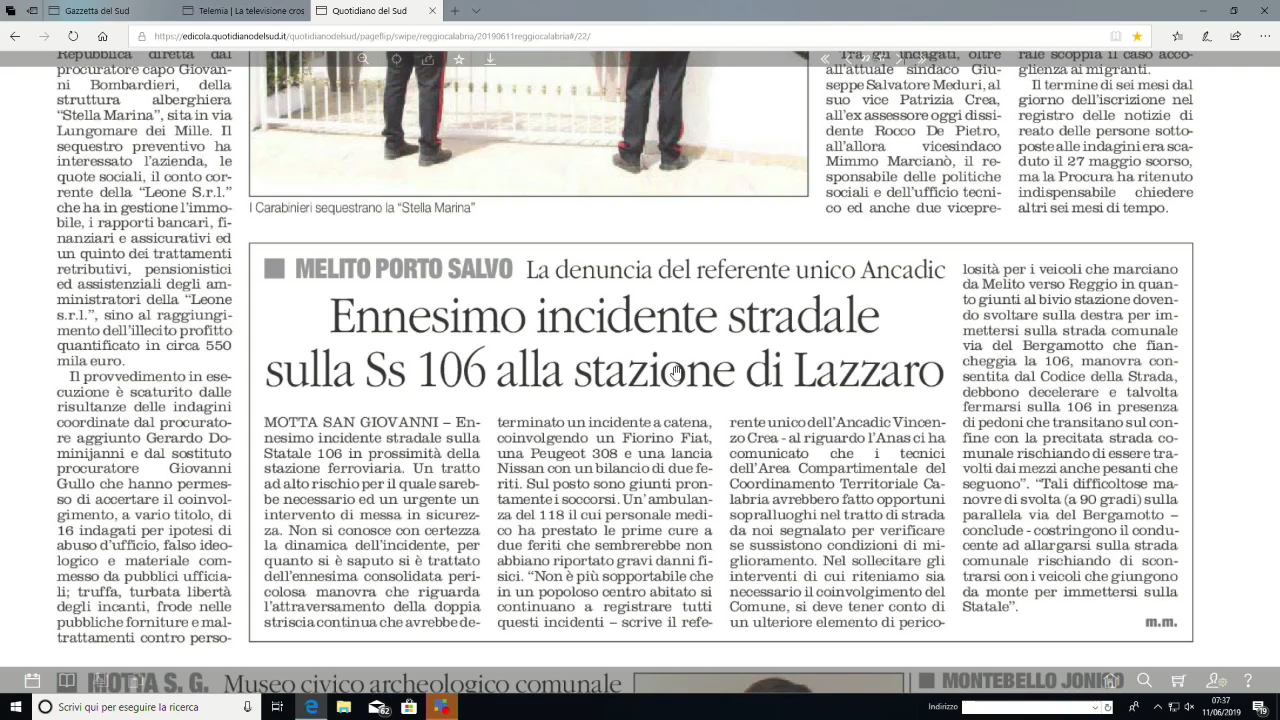 Gazzetta del Sud
Telemia | Gazzetta del Sud
Quotidiano del Sud
https://edicola.quotidianodelsud.it/quotidianodelsud/pageflip/swipe/reggiocalabria/20190611reggiocalabria#/22/
Repubblica diretta dal
procuratore capo Giovan-
ni Bombardieri, della
struttura alberghiera
“Stella Marina”, sita in via
Lungomare dei Mille. Il
sequestro preventivo ha
interessato l’azienda, le
quote sociali, il conto cor-
rente della “Leone S.r.l.”
che ha in gestione l’immo-
bile, i rapporti bancari, fi-
nanziari e assicurativi ed
un quinto dei trattamenti
retributivi, pensionistici
ed assistenziali degli am-
ministratori della “Leone
s.r.l.”, sino al raggiungi-
mento dell’illecito profitto
quantificato in circa 550
mila euro.
Il provvedimento in ese-
cuzione è scaturito dalle
risultanze delle indagini
coordinate dal procurato-
re aggiunto Gerardo Do-
minijanni e dal sostituto
procuratore Giovanni
Gullo che hanno permes-
so di accertare il coinvol-
gimento, a vario titolo, di
16 indagati per ipotesi di
abuso d’ufficio, falso ideo-
logico e materiale com-
messo da pubblici ufficia-
li; truffa, turbata libertà
degli incanti, frode nelle
pubbliche forniture e mal-
trattamenti contro perso-
I Carabinieri sequestrano la “Stella Marina”
Tra gli indagati, oltre
all’attuale sindaco Giu-
seppe Salvatore Meduri, al
suo vice Patrizia Crea,
all’ex assessore oggi dissi-
dente Rocco De Pietro,
all’allora vicesindaco
Mimmo Marcianò, il re-
sponsabile delle politiche
sociali e dell’ufficio tecni-
co ed anche due vicepre-
rale scoppia il caso acco-
glienza ai migranti.
Il termine di sei mesi dal
giorno dell’iscrizione nel
registro delle notizie di
reato delle persone sotto-
poste alle indagini era sca-
duto il 27 maggio scorso,
ma la Procura ha ritenuto
indispensabile chiedere
altri sei mesi di tempo.
MELITO PORTO SALVO La denuncia del referente unico Ancadic
Ennesimo incidente stradale
sulla Ss 106 alla stazione di Lazzaro
MOTTA SAN GIOVANNI – En-
nesimo incidente stradale sulla
Statale 106 in prossimità della
stazione ferroviaria. Un tratto
ad alto rischio per il quale sareb-
be necessario ed un urgente un
intervento di messa in sicurez-
za. Non si conosce con certezza
la dinamica dell’incidente, per
quanto si è saputo si è trattato
dell’ennesima consolidata peri-
colosa manovra che riguarda
l’attraversamento della doppia
striscia continua che avrebbe de-
terminato un incidente a catena,
coinvolgendo un Fiorino Fiat,
una Peugeot 308 e una lancia
Nissan con un bilancio di due fe-
riti. Sul posto sono giunti pron-
tamente i soccorsi. Un’ ambulan-
za del 118 il cui personale medi-
co ha prestato le prime cure a
due feriti che sembrerebbe non
abbiano riportato gravi danni fi-
sici. “Non è più sopportabile che
in un popoloso centro abitato si
continuano a registrare tutti
questi incidenti – scrive il refe-
rente unico dell’Ancadic Vincen-
zo Crea - al riguardo l’Anas ci ha
comunicato che i tecnici
dell’Area Compartimentale del
Coordinamento Territoriale Ca-
labria avrebbero fatto opportuni
sopralluoghi nel tratto di strada
da noi segnalato per verificare
se sussistono condizioni di mi-
glioramento. Nel sollecitare gli
interventi di cui riteniamo sia
necessario il coinvolgimento del
Comune, si deve tener conto di
un ulteriore elemento di perico-
losità per i veicoli che marciano
da Melito verso Reggio in quan-
to giunti al bivio stazione doven-
do svoltare sulla destra per im-
mettersi sulla strada comunale
via del Bergamotto che fian-
cheggia la 106, manovra con-
sentita dal Codice della Strada,
debbono decelerare e talvolta
fermarsi sulla 106 in presenza
di pedoni che transitano sul con-
fine con la precitata strada co-
munale rischiando di essere tra-
volti dai mezzi anche pesanti che
seguono”. “Tali difficoltose ma-
novre di svolta (a 90 gradi) sulla
parallela via del Bergamotto –
conclude - costringono il condu-
cente ad allargarsi sulla strada
comunale rischiando di scon-
trarsi con i veicoli che giungono
da monte per immettersi sulla
Statale”.
m.m.
MOTTA S. G. Museo civico archeologico comunale
MONTEBELLO JONICO
Scrivi qui per eseguire la ricerca
62
Indirizzo
07:37
11/06/2019
19